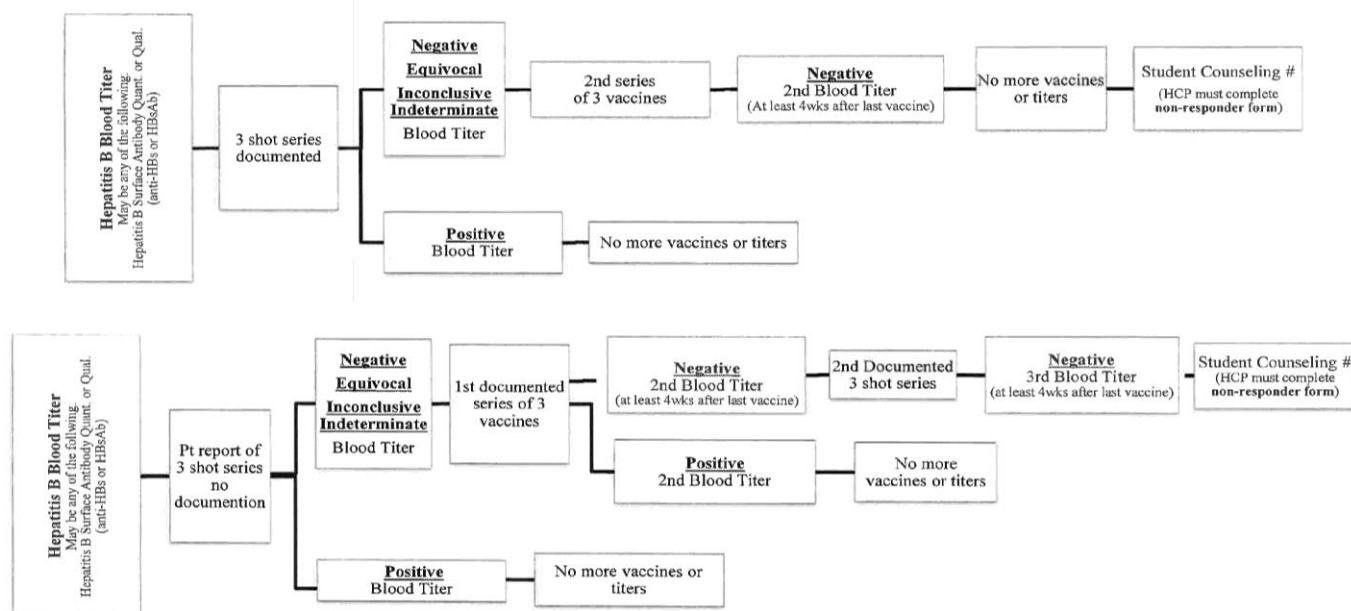 Hepatitis B Blood Titer
May be any of the following.
Hepatitis B Surface Antibody Quant. or Qual.
(anti-HBs or HBsAb)
3 shot series
documented
Negative
Equivocal
Inconclusive
Indeterminate
Blood Titer
2nd series
of 3 vaccines
Negative
2nd Blood Titer
(At least 4wks after last vaccine)
No more vaccines
or titers
Student Counseling #
(HCP must complete
non-responder form)
Positive
Blood Titer
No more vaccines or titers
Hepatitis B Blood Titer
May be any of the follwing.
Hepatitis B Surface Antibody Quant. or Qual.
(anti-HBs or HBsAb)
Pt report of
3 shot series
no
documention
Negative
Equivocal
Inconclusive
Indeterminate
Blood Titer
1st documented
series of 3
vaccines
Negative
2nd Blood Titer
(at least 4wks after last vaccine)
2nd Documented
3 shot series
Negative
3rd Blood Titer
(at least 4wks after last vaccine)
Student Counseling #
(HCP must complete
non-responder form)
Positive
2nd Blood Titer
No more
vaccines or titers
Positive
Blood Titer
No more vaccines or
titers